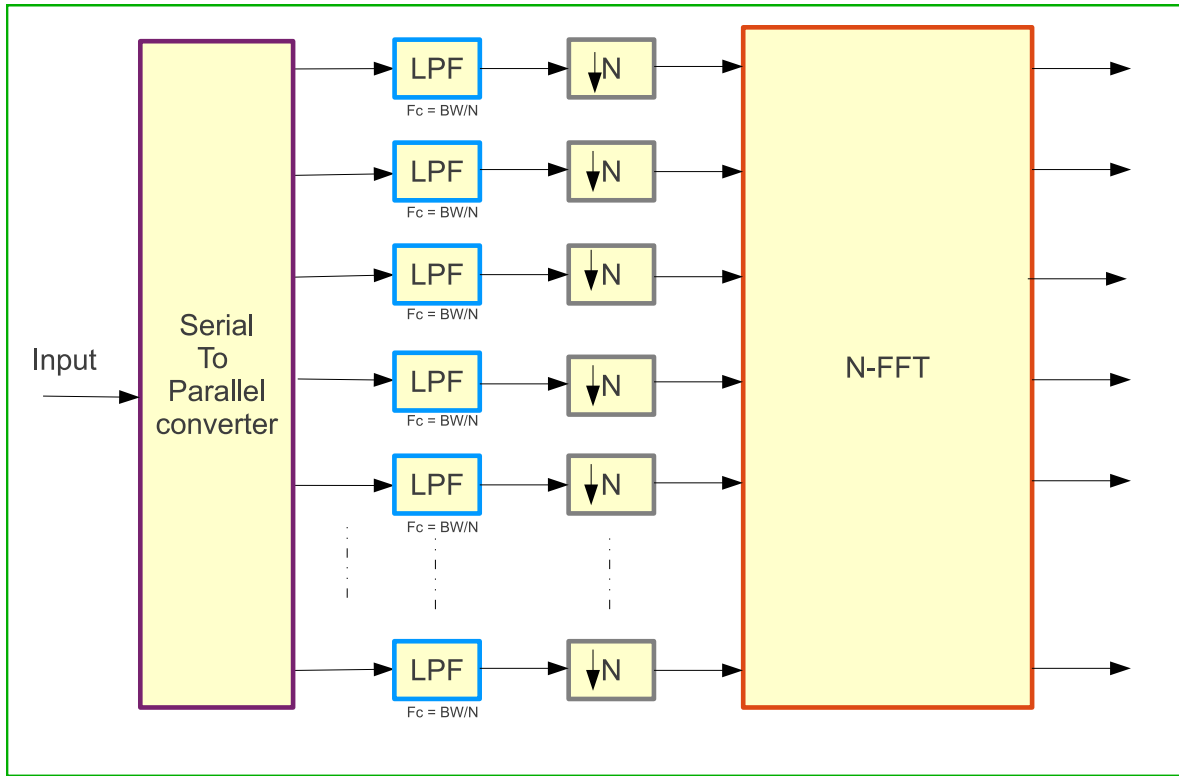 LPF
N
Fc = BW/N
LPF
N
Fc = BW/N
LPF
N
Fc = BW/N
Input
Serial
To
Parallel
converter
LPF
N
Fc = BW/N
N-FFT
LPF
N
Fc = BW/N
LPF
N
Fc = BW/N